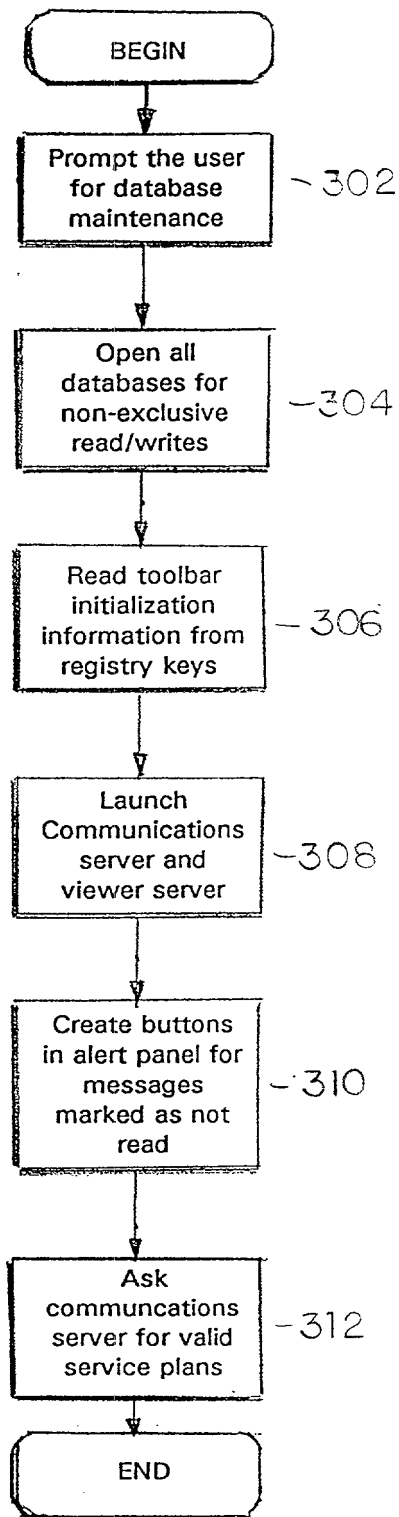 BEGIN
Prompt the user
for database
maintenance
302
Open all
databases for
non-exclusive
read/writes
304
Read toolbar
initialization
information from
registry keys
306
Launch
Communications
server and
viewer server
308
Create buttons
in alert panel for
messages
marked as not
read
310
Ask
communcations
server for valid
service plans
312
END